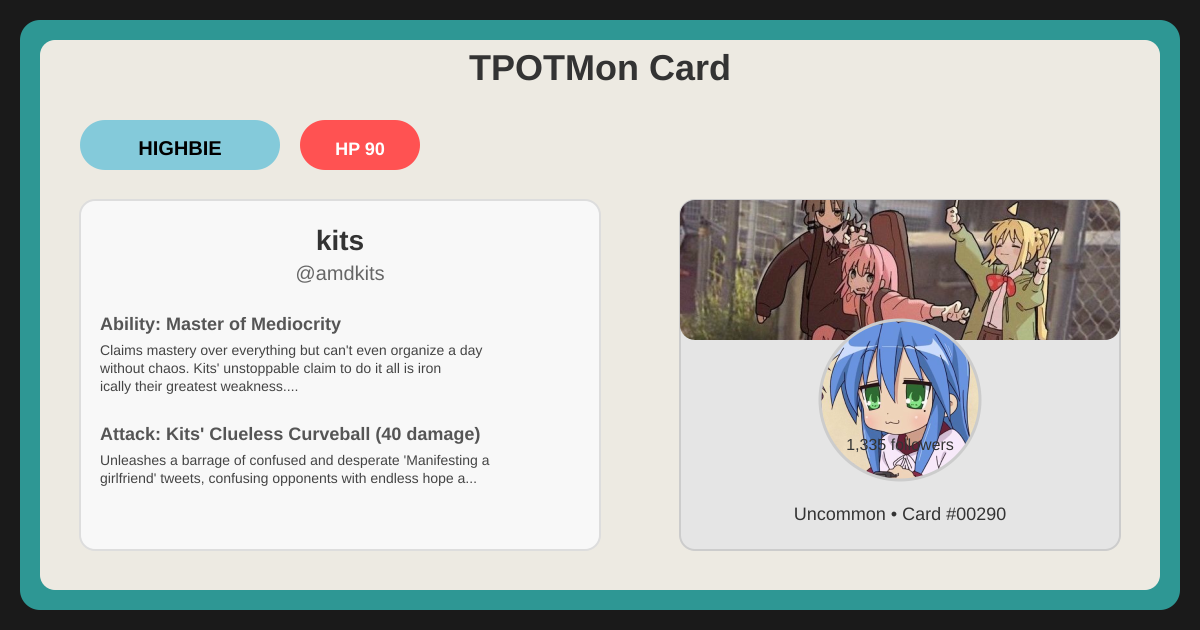 TPOTMon Card
HIGHBIE
HP 90
kits
@amdkits
Ability: Master of Mediocrity
Claims mastery over everything but can't even organize a day
without chaos. Kits' unstoppable claim to do it all is iron
ically their greatest weakness....
Attack: Kits' Clueless Curveball (40 damage)
Unleashes a barrage of confused and desperate 'Manifesting a
girlfriend' tweets, confusing opponents with endless hope a...
1,335 followers
Uncommon • Card #00290